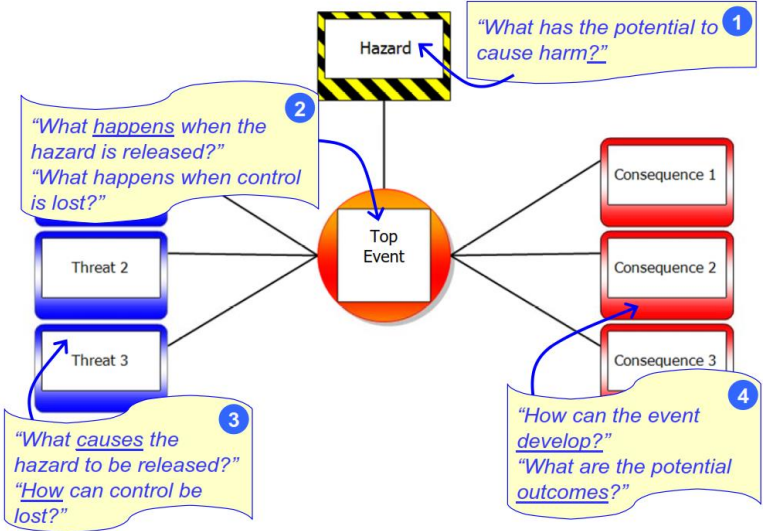 Hazard
“What has the potential to
cause harm?”
1
2
“What happens when the
hazard is released?”
“What happens when control
is lost?”
Top
Event
Threat 2
Threat 3
Consequence 1
Consequence 2
Consequence 3
3
“What causes the
hazard to be released?”
“How can control be
lost?”
4
“How can the event
develop?”
“What are the potential
outcomes?”